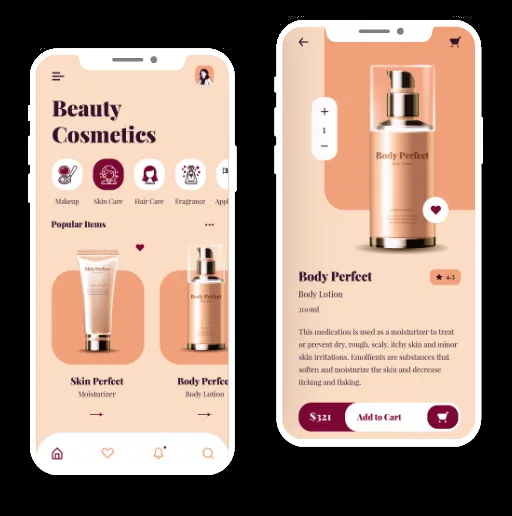 Beauty
Cosmetics
Makeup
Skin Care
Hair Care
Fragrance
Appl
Popular Items
Skin Perfect
Skin Perfect
Moisturizer
Body Perfec
Body Lotion
+
1
−
Body Perfect
Body Perfect
★ 4.3
Body Lotion
200ml
This medication is used as a moisturizer to treat
or prevent dry, rough, scaly, itchy skin and minor
skin irritations. Emollients are substances that
soften and moisturize the skin and decrease
itching and flaking.
$321
Add to Cart